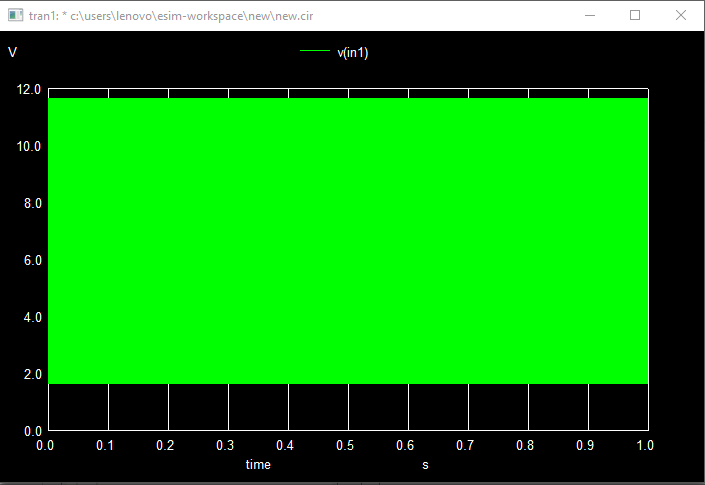 tran1: * c:\users\lenovo\esim-workspace\new\new.cir
V
v(in1)
12.0
10.0
8.0
6.0
4.0
2.0
0.0
0.0 0.1 0.2 0.3 0.4 0.5 0.6 0.7 0.8 0.9 1.0
time s